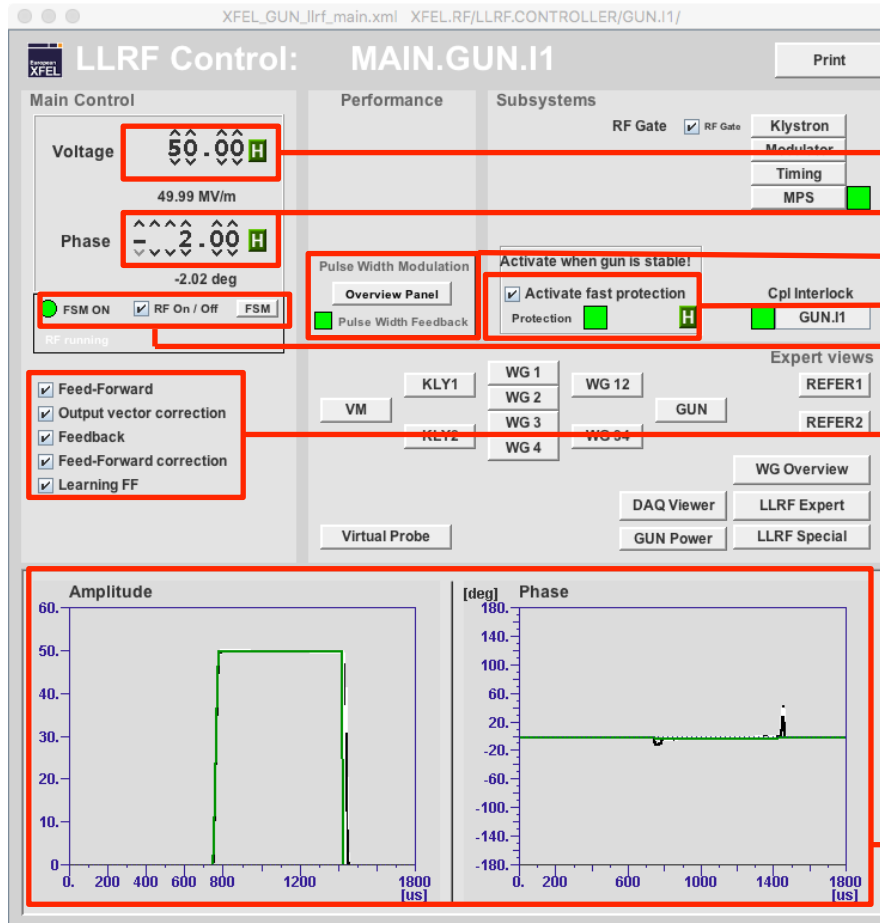 XFEL_GUN_llrf_main.xml XFEL.RF/LLRF.CONTROLLER/GUN.I1/
European
XFEL
LLRF Control: MAIN.GUN.I1
Print
Main Control
Performance
Subsystems
RF Gate
RF Gate
Klystron
Modulator
Timing
MPS
Voltage 50.00 H
49.99 MV/m
Phase - 2.00 H
-2.02 deg
FSM ON RF On / Off FSM
RF running
Pulse Width Modulation
Overview Panel
Pulse Width Feedback
Activate when gun is stable!
Activate fast protection
Protection H
Cpl Interlock
GUN.I1
Feed-Forward
Output vector correction
Feedback
Feed-Forward correction
Learning FF
Expert views
VM
KLY1
KLY2
WG 1
WG 2
WG 3
WG 4
WG 12
WG 34
GUN
REFER1
REFER2
WG Overview
DAQ Viewer
LLRF Expert
Virtual Probe
GUN Power
LLRF Special
Amplitude
60.
50.
40.
30.
20.
10.
0
0. 200 400 600 800 1200 1800
[us]
[deg] Phase
180.
140.
100.
60.
20.
-20.
-60.
-100.
-140.
-180.
0. 200 600 1000 1400 1800
[us]